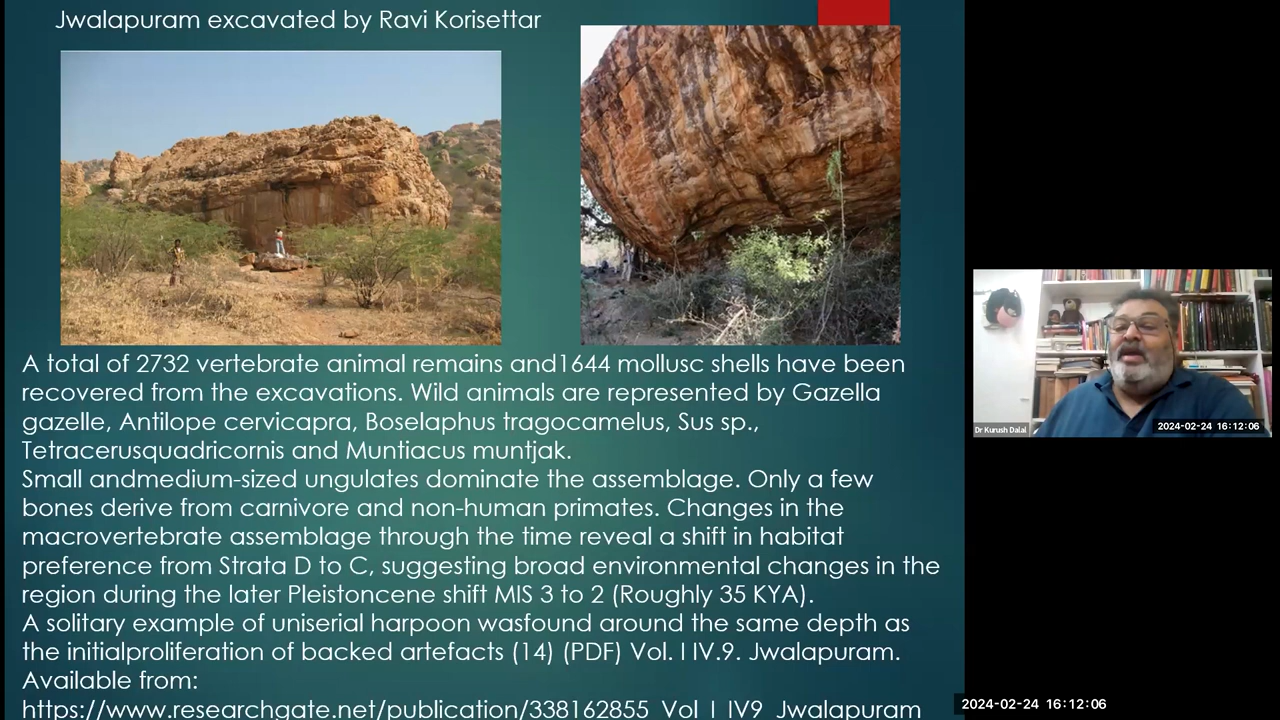 Jwalapuram excavated by Ravi Korisettar
A total of 2732 vertebrate animal remains and1644 mollusc shells have been
recovered from the excavations. Wild animals are represented by Gazella
gazelle, Antilope cervicapra, Boselaphus tragocamelus, Sus sp.,
Tetracerusquadricornis and Muntiacus muntjak.
Small andmedium-sized ungulates dominate the assemblage. Only a few
bones derive from carnivore and non-human primates. Changes in the
macrovertebrate assemblage through the time reveal a shift in habitat
preference from Strata D to C, suggesting broad environmental changes in the
region during the later Pleistoncene shift MIS 3 to 2 (Roughly 35 KYA).
A solitary example of uniserial harpoon wasfound around the same depth as
the initialproliferation of backed artefacts (14) (PDF) Vol. I IV.9. Jwalapuram.
Available from:
https://www.researchgate.net/publication/338162855_Vol_I_IV9_Jwalapuram
Dr Kurush Dalal
2024-02-24 16:12:06
2024-02-24 16:12:06